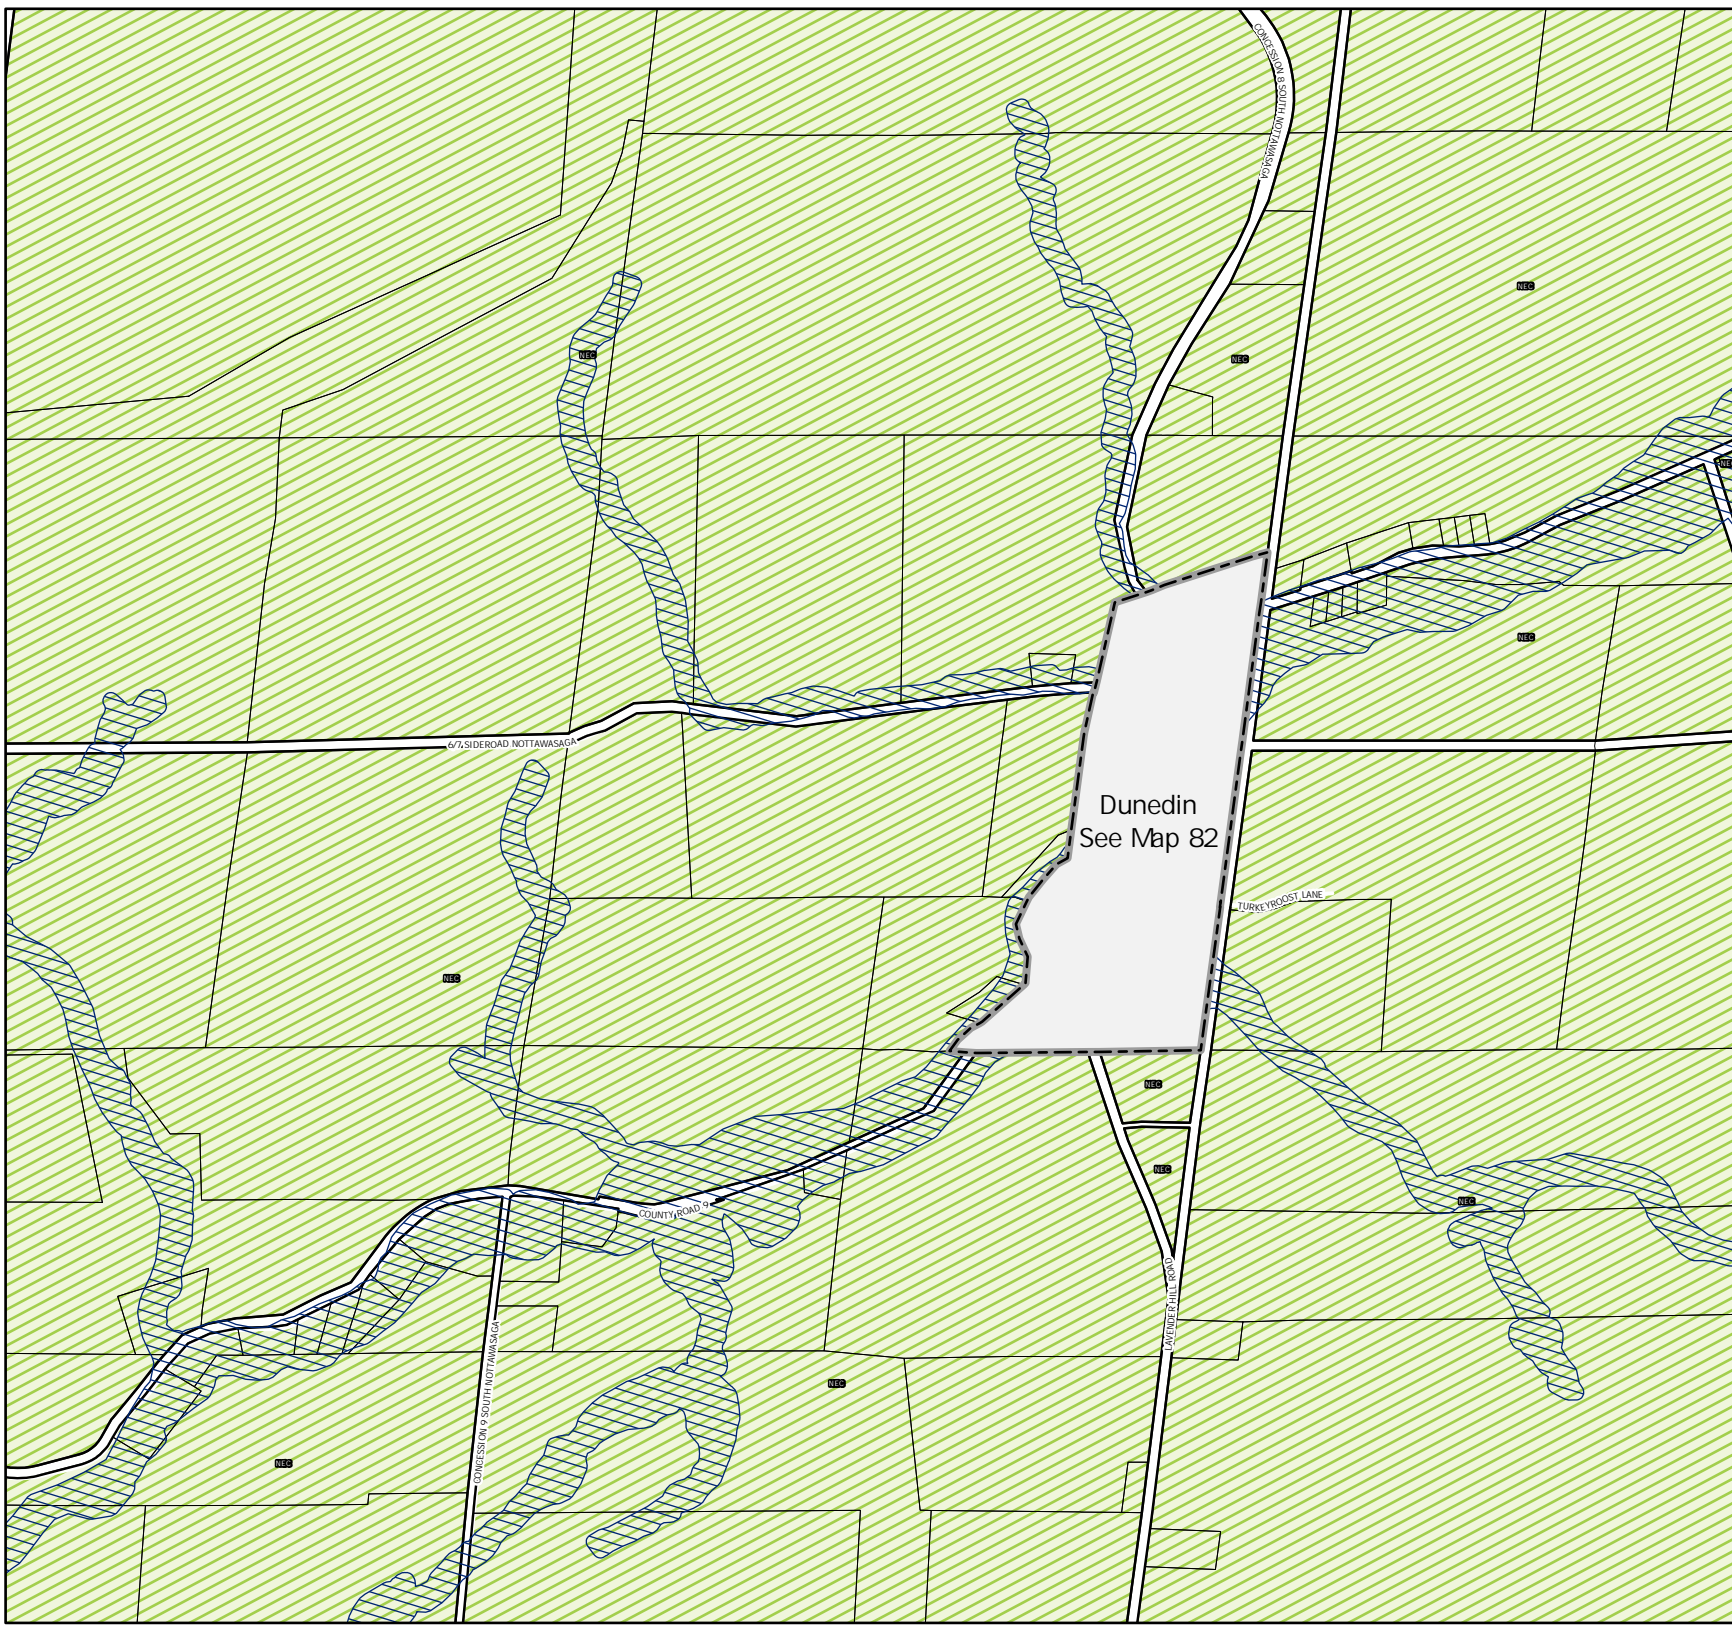 CONCESSION 8 SOUTH NOTTAWASAGA
NEC
NEC
NEC
NEC
6/7 SIDEROAD NOTTAWASAGA
Dunedin
See Map 82
TURKEYROOST LANE
NEC
NEC
NEC
NEC
COUNTY ROAD 9
LAVENDER HILL ROAD
CONCESSION 9 SOUTH NOTTAWASAGA
NEC
NEC